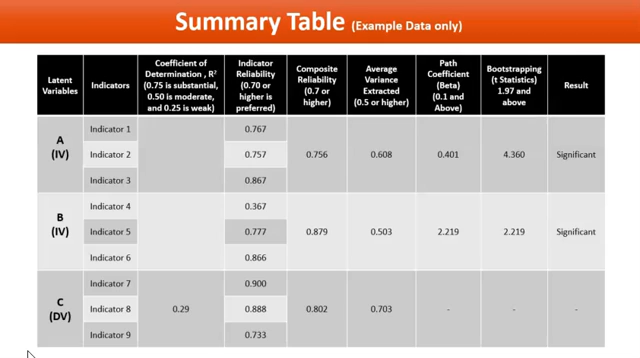 Summary Table (Example Data only)
Latent Variables | Indicators | Coefficient of Determination , R² (0.75 is substantial, 0.50 is moderate, and 0.25 is weak) | Indicator Reliability (0.70 or higher is preferred) | Composite Reliability (0.7 or higher) | Average Variance Extracted (0.5 or higher) | Path Coefficient (Beta) (0.1 and Above) | Bootstrapping (t Statistics) 1.97 and above | Result
A (IV) | Indicator 1 | 0.767
Indicator 2 | 0.757 | 0.756 | 0.608 | 0.401 | 4.360 | Significant
Indicator 3 | 0.867
B (IV) | Indicator 4 | 0.367
Indicator 5 | 0.777 | 0.879 | 0.503 | 2.219 | 2.219 | Significant
Indicator 6 | 0.866
C (DV) | Indicator 7 | 0.900
Indicator 8 | 0.29 | 0.888 | 0.802 | 0.703 | - | - | -
Indicator 9 | 0.733